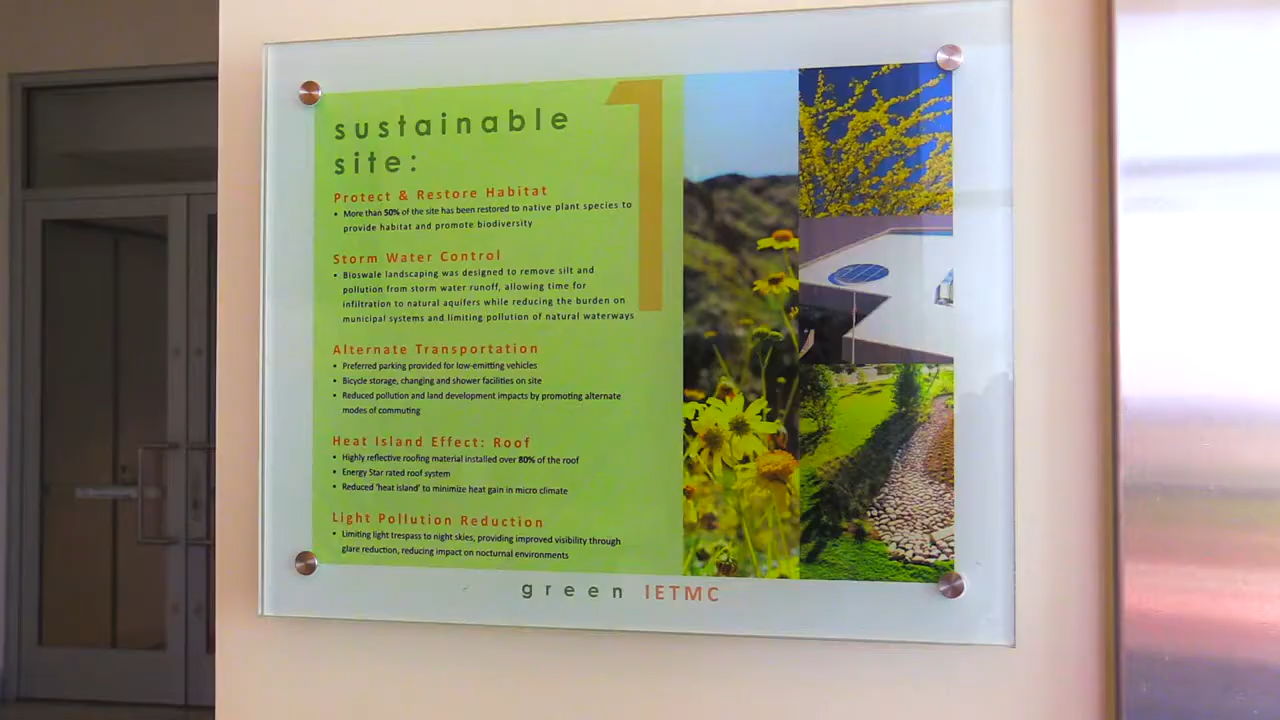 1
sustainable
site:
Protect & Restore Habitat
• More than 50% of the site has been restored to native plant species to
provide habitat and promote biodiversity
Storm Water Control
• Bioswale landscaping was designed to remove silt and
pollution from storm water runoff, allowing time for
infiltration to natural aquifers while reducing the burden on
municipal systems and limiting pollution of natural waterways
Alternate Transportation
• Preferred parking provided for low-emitting vehicles
• Bicycle storage, changing and shower facilities on site
• Reduced pollution and land development impacts by promoting alternate
modes of commuting
Heat Island Effect: Roof
• Highly reflective roofing material installed over 80% of the roof
• Energy Star rated roof system
• Reduced 'heat island' to minimize heat gain in micro climate
Light Pollution Reduction
• Limiting light trespass to night skies, providing improved visibility through
glare reduction, reducing impact on nocturnal environments
green IETMC